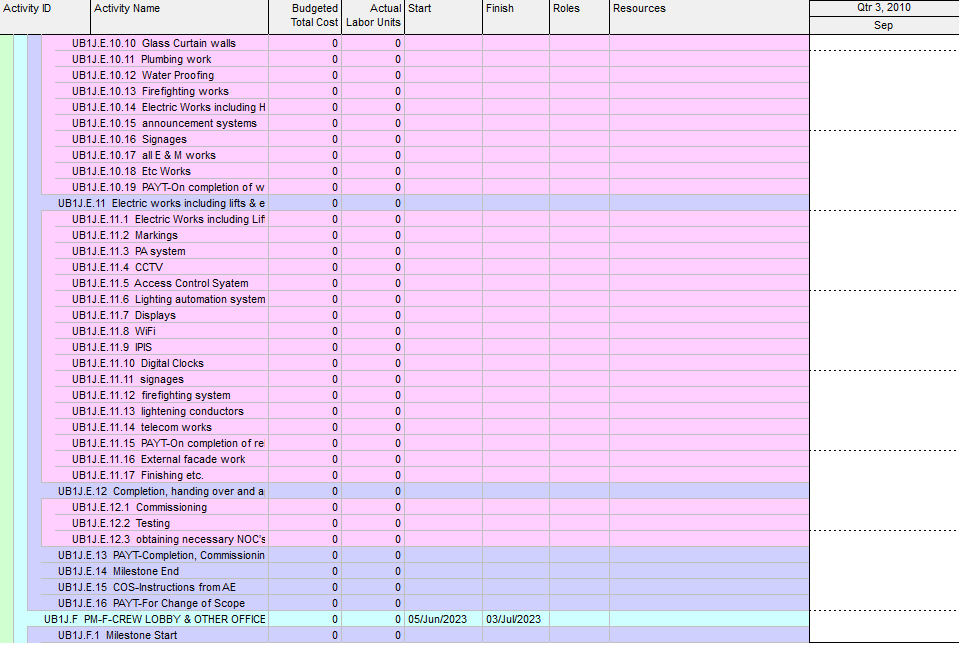 Activity ID Activity Name Budgeted Total Cost Actual Labor Units Start Finish Roles Resources Qtr 3, 2010
Sep
UB1J.E.10.10 Glass Curtain walls 0 0
UB1J.E.10.11 Plumbing work 0 0
UB1J.E.10.12 Water Proofing 0 0
UB1J.E.10.13 Firefighting works 0 0
UB1J.E.10.14 Electric Works including H 0 0
UB1J.E.10.15 announcement systems 0 0
UB1J.E.10.16 Signages 0 0
UB1J.E.10.17 all E & M works 0 0
UB1J.E.10.18 Etc Works 0 0
UB1J.E.10.19 PAYT-On completion of w 0 0
UB1J.E.11 Electric works including lifts & e 0 0
UB1J.E.11.1 Electric Works including Lif 0 0
UB1J.E.11.2 Markings 0 0
UB1J.E.11.3 PA system 0 0
UB1J.E.11.4 CCTV 0 0
UB1J.E.11.5 Access Control Syatem 0 0
UB1J.E.11.6 Lighting automation system 0 0
UB1J.E.11.7 Displays 0 0
UB1J.E.11.8 WiFi 0 0
UB1J.E.11.9 IPIS 0 0
UB1J.E.11.10 Digital Clocks 0 0
UB1J.E.11.11 signages 0 0
UB1J.E.11.12 firefighting system 0 0
UB1J.E.11.13 lightening conductors 0 0
UB1J.E.11.14 telecom works 0 0
UB1J.E.11.15 PAYT-On completion of rel 0 0
UB1J.E.11.16 External facade work 0 0
UB1J.E.11.17 Finishing etc. 0 0
UB1J.E.12 Completion, handing over and a 0 0
UB1J.E.12.1 Commissioning 0 0
UB1J.E.12.2 Testing 0 0
UB1J.E.12.3 obtaining necessary NOC's 0 0
UB1J.E.13 PAYT-Completion, Commissionin 0 0
UB1J.E.14 Milestone End 0 0
UB1J.E.15 COS-Instructions from AE 0 0
UB1J.E.16 PAYT-For Change of Scope 0 0
UB1J.F PM-F-CREW LOBBY & OTHER OFFICE 0 0 05/Jun/2023 03/Jul/2023
UB1J.F.1 Milestone Start 0 0